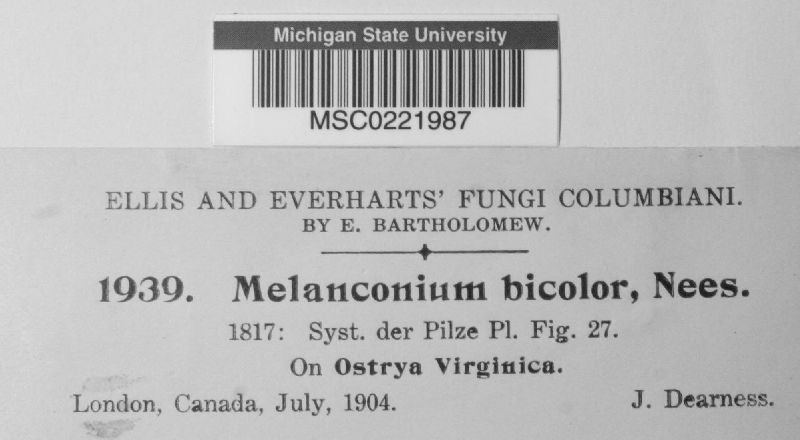 Michigan State University
MSC0221987
ELLIS AND EVERHARTS' FUNGI COLUMBIANI.
BY E. BARTHOLOMEW.
1939. Melanconium bicolor, Nees.
1817: Syst. der Pilze Pl. Fig. 27.
On Ostrya Virginica.
London, Canada, July, 1904. J. Dearness.